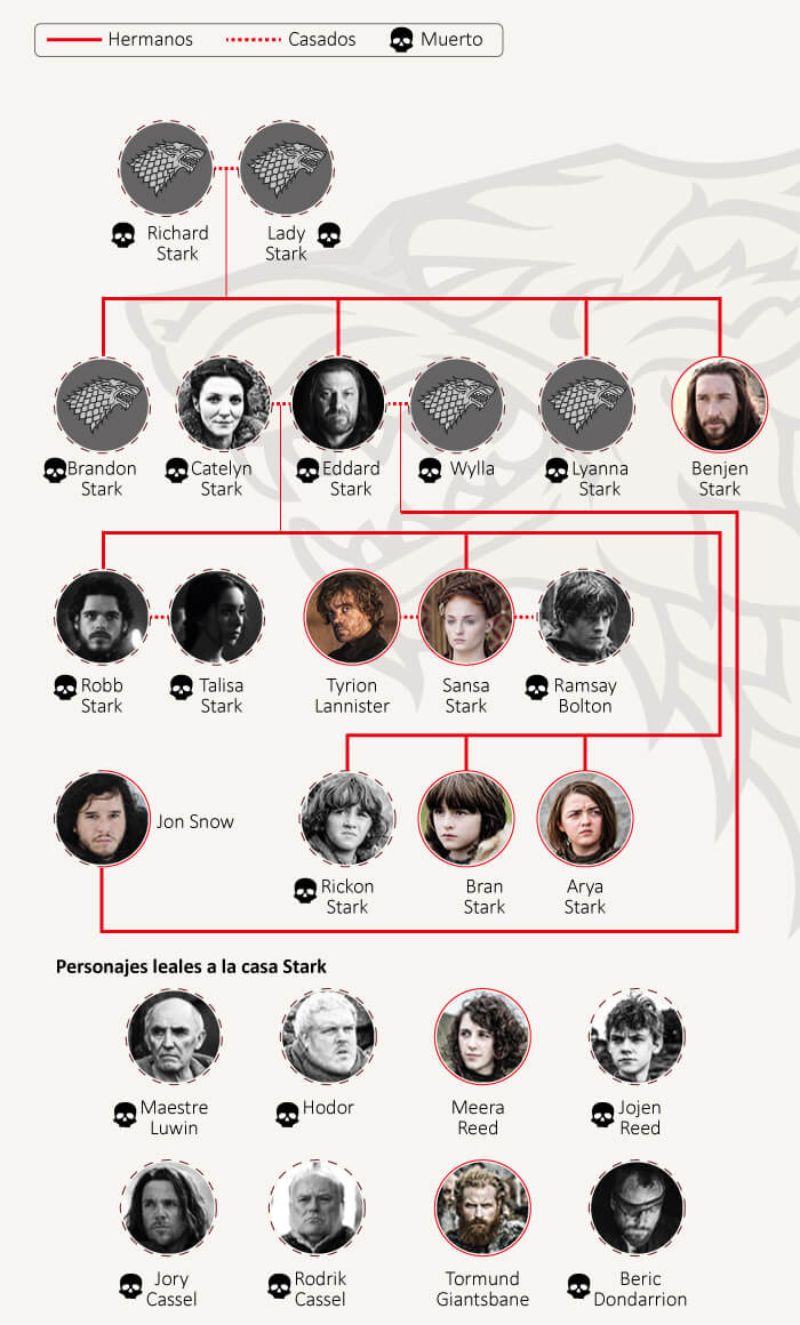 Hermanos Casados Muerto
Richard Lady
Stark Stark
Brandon Catelyn Eddard Wylla Lyanna Benjen
Stark Stark Stark Stark Stark
Robb Talisa Tyrion Sansa Ramsay
Stark Stark Lannister Stark Bolton
Jon Snow
Rickon Bran Arya
Stark Stark Stark
Personajes leales a la casa Stark
Maestre Hodor Meera Jojen
Luwin Reed Reed
Jory Rodrik Tormund Beric
Cassel Cassel Giantsbane Dondarrion